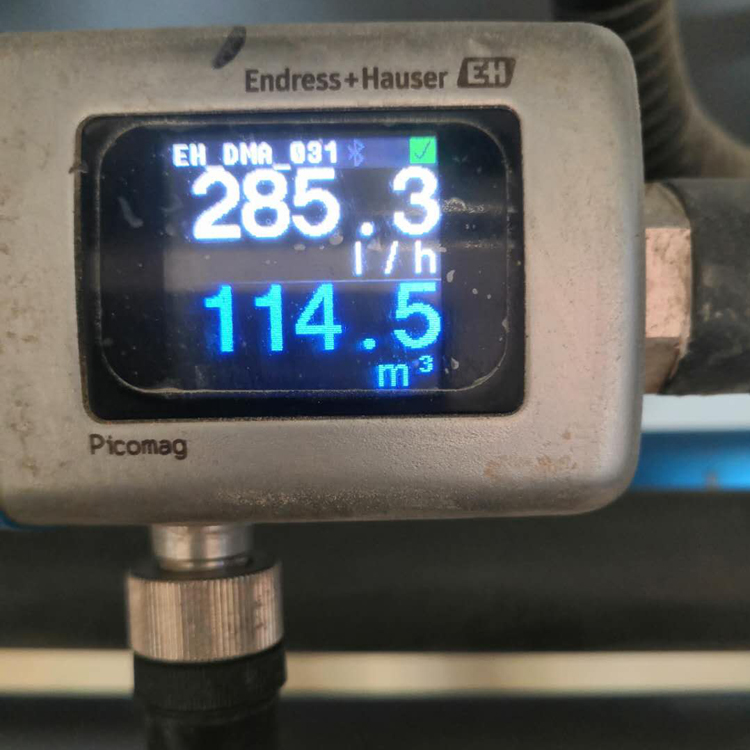 Endress+Hauser EH
EH_DMA_031
285.3
l/h
114.5
m³
Picomag